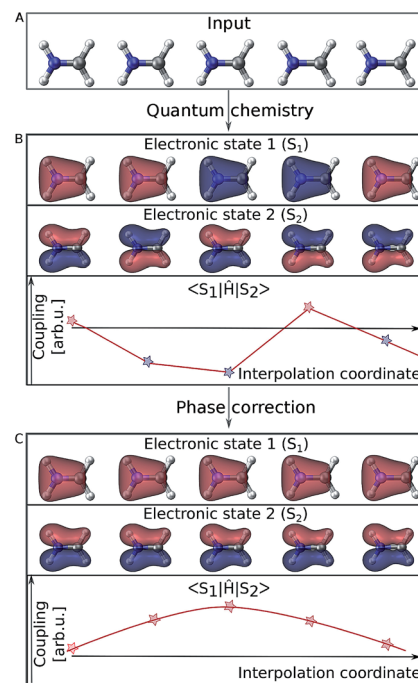 A
Input
Quantum chemistry
B
Electronic state 1 (S₁)
Electronic state 2 (S₂)
<S₁|Ĥ|S₂>
Coupling
[arb.u.]
Interpolation coordinate
Phase correction
C
Electronic state 1 (S₁)
Electronic state 2 (S₂)
<S₁|Ĥ|S₂>
Coupling
[arb.u.]
Interpolation coordinate